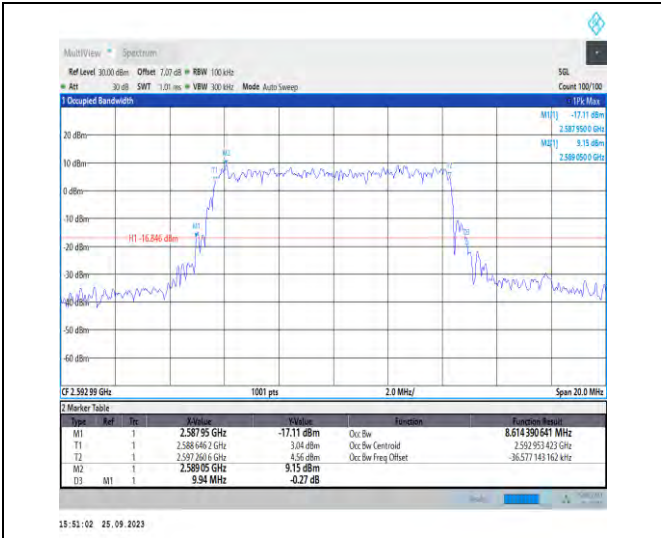 MultiView Spectrum
Ref Level 30.00 dBm Offset 7.07 dB RBW 100 kHz SGL
Att 30 dB SWT 1.01 ms VBW 300 kHz Mode Auto Sweep Count 100/100
1 Occupied Bandwidth 1Pk Max
M1[1] -17.11 dBm
2.587 950 0 GHz
M2[1] 9.15 dBm
2.589 050 0 GHz
20 dBm
M2
T1 T2
10 dBm
0 dBm
-10 dBm
M1
D3
H1 -16.846 dBm
-20 dBm
-30 dBm
-40 dBm
-50 dBm
-60 dBm
CF 2.592 99 GHz 1001 pts 2.0 MHz/ Span 20.0 MHz
2 Marker Table
Type Ref Trc X-Value Y-Value Function Function Result
M1 1 2.587 95 GHz -17.11 dBm Occ Bw 8.614 390 641 MHz
T1 1 2.588 646 2 GHz 3.04 dBm Occ Bw Centroid 2.592 953 423 GHz
T2 1 2.597 260 6 GHz 4.56 dBm Occ Bw Freq Offset -36.577 143 162 kHz
M2 1 2.589 05 GHz 9.15 dBm
D3 M1 1 9.94 MHz -0.27 dB
15:51:02 25.09.2023